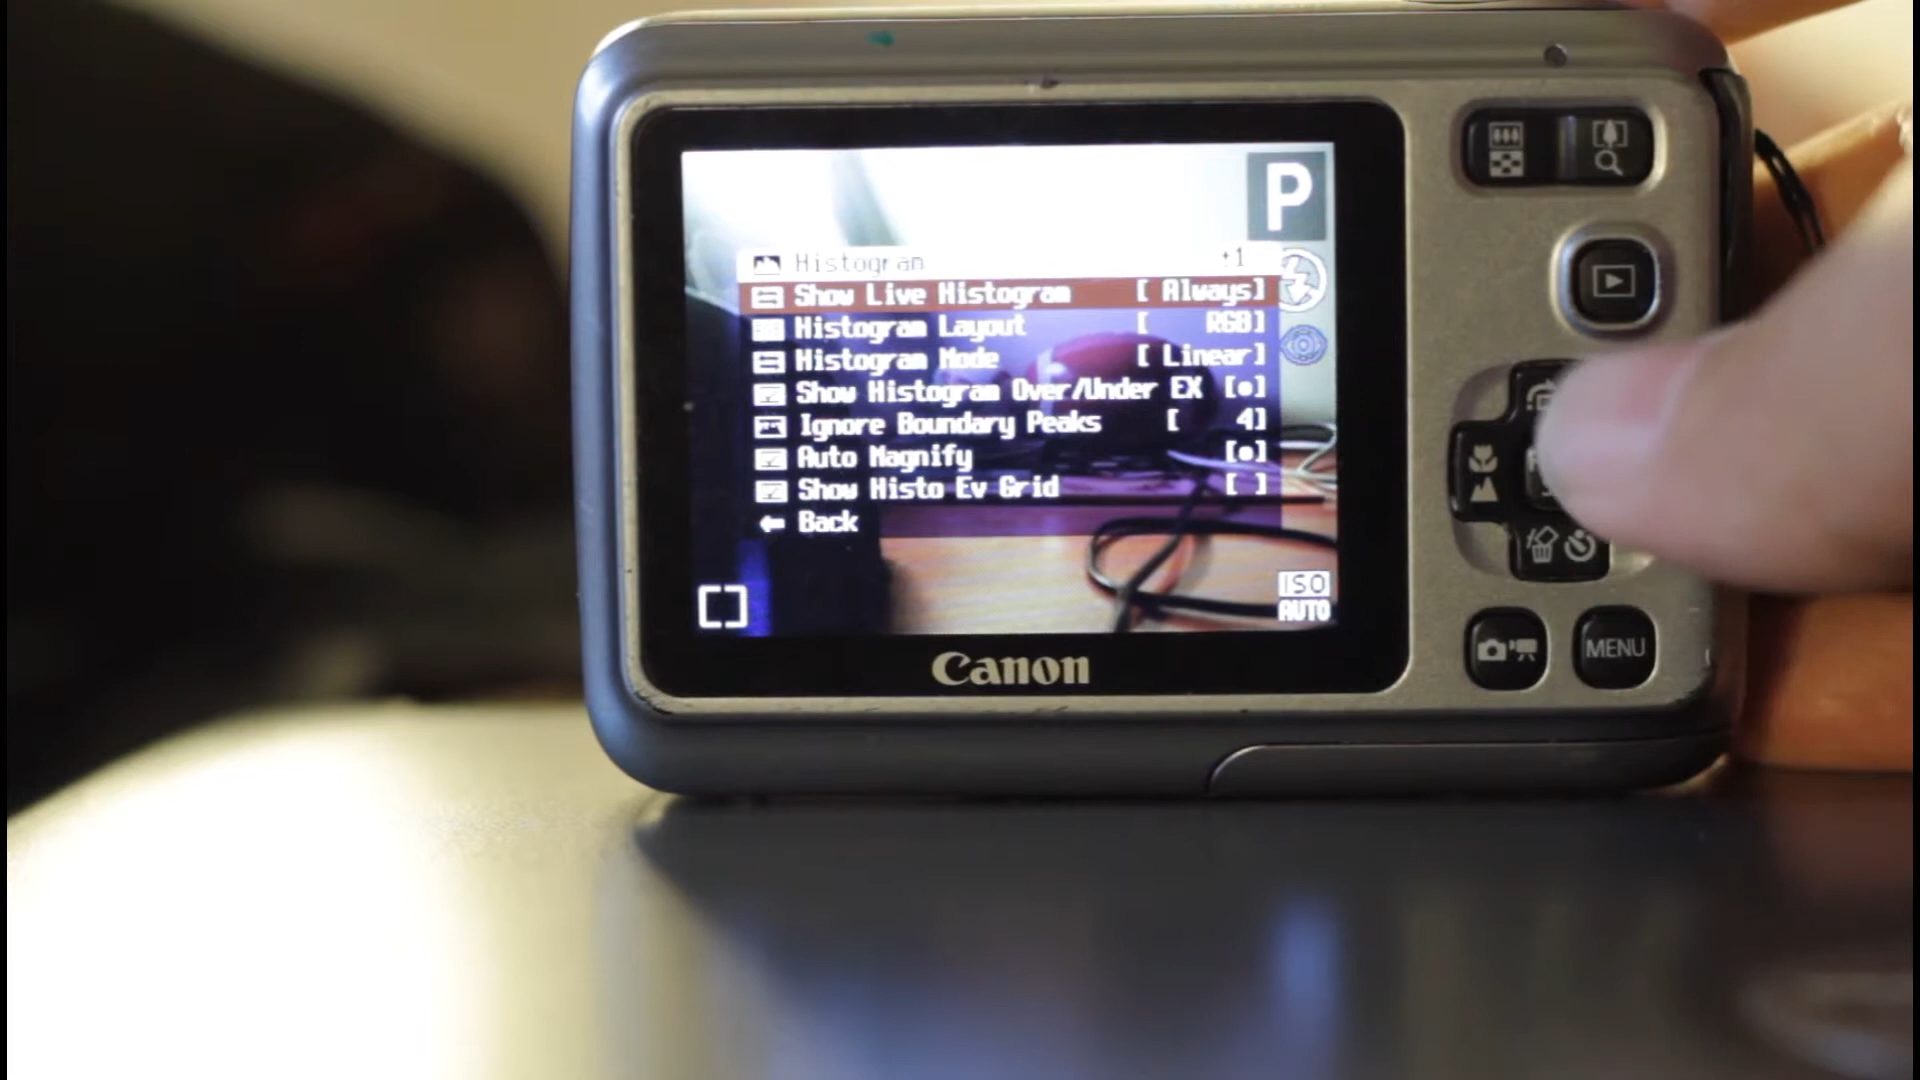 P
Histogram ↑1
Show Live Histogram [ Always]
Histogram Layout [ RGB]
Histogram Mode [ Linear]
Show Histogram Over/Under EX [•]
Ignore Boundary Peaks [ 4]
Auto Magnify [•]
Show Histo Ev Grid [ ]
Back
ISO
AUTO
Canon
MENU